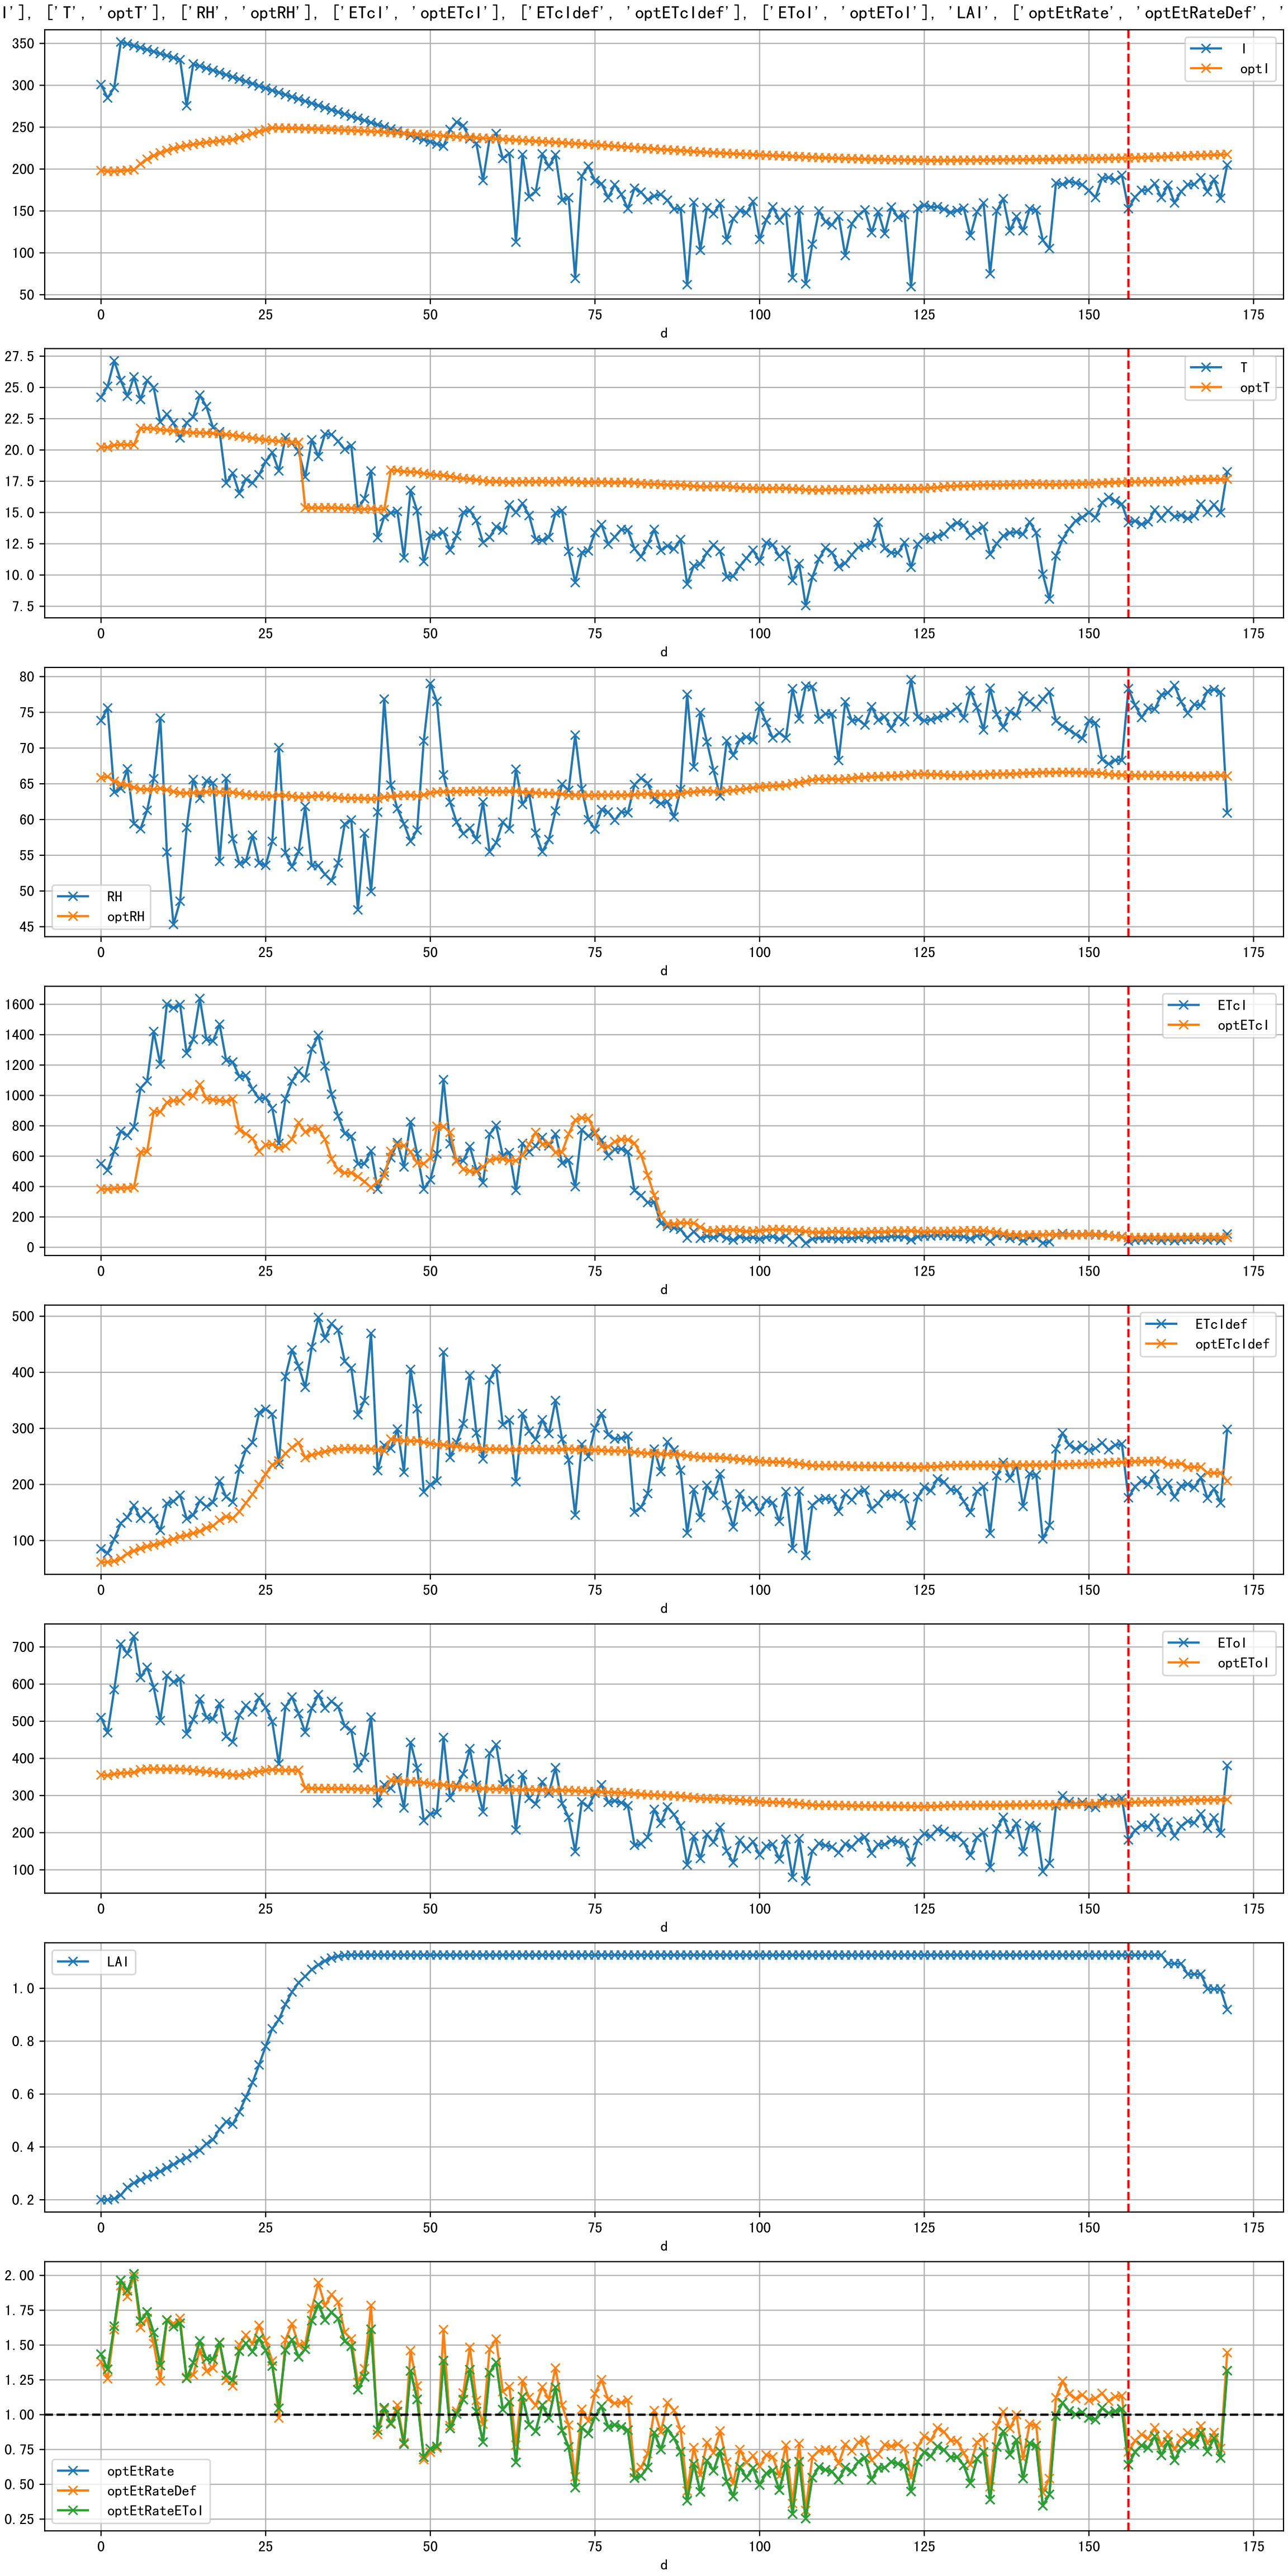 I'], ['T', 'optT'], ['RH', 'optRH'], ['ETcI', 'optETcI'], ['ETcIdef', 'optETcIdef'], ['EToI', 'optEToI'], 'LAI', ['optEtRate', 'optEtRateDef', '
350
300
250
200
150
100
50
I
optI
0 25 50 75 100 125 150 175
d
27.5
25.0
22.5
20.0
17.5
15.0
12.5
10.0
7.5
T
optT
0 25 50 75 100 125 150 175
d
80
75
70
65
60
55
50
45
RH
optRH
0 25 50 75 100 125 150 175
d
1600
1400
1200
1000
800
600
400
200
0
ETcI
optETcI
0 25 50 75 100 125 150 175
d
500
400
300
200
100
ETcIdef
optETcIdef
0 25 50 75 100 125 150 175
d
700
600
500
400
300
200
100
EToI
optEToI
0 25 50 75 100 125 150 175
d
1.0
0.8
0.6
0.4
0.2
LAI
0 25 50 75 100 125 150 175
d
2.00
1.75
1.50
1.25
1.00
0.75
0.50
0.25
optEtRate
optEtRateDef
optEtRateEToI
0 25 50 75 100 125 150 175
d